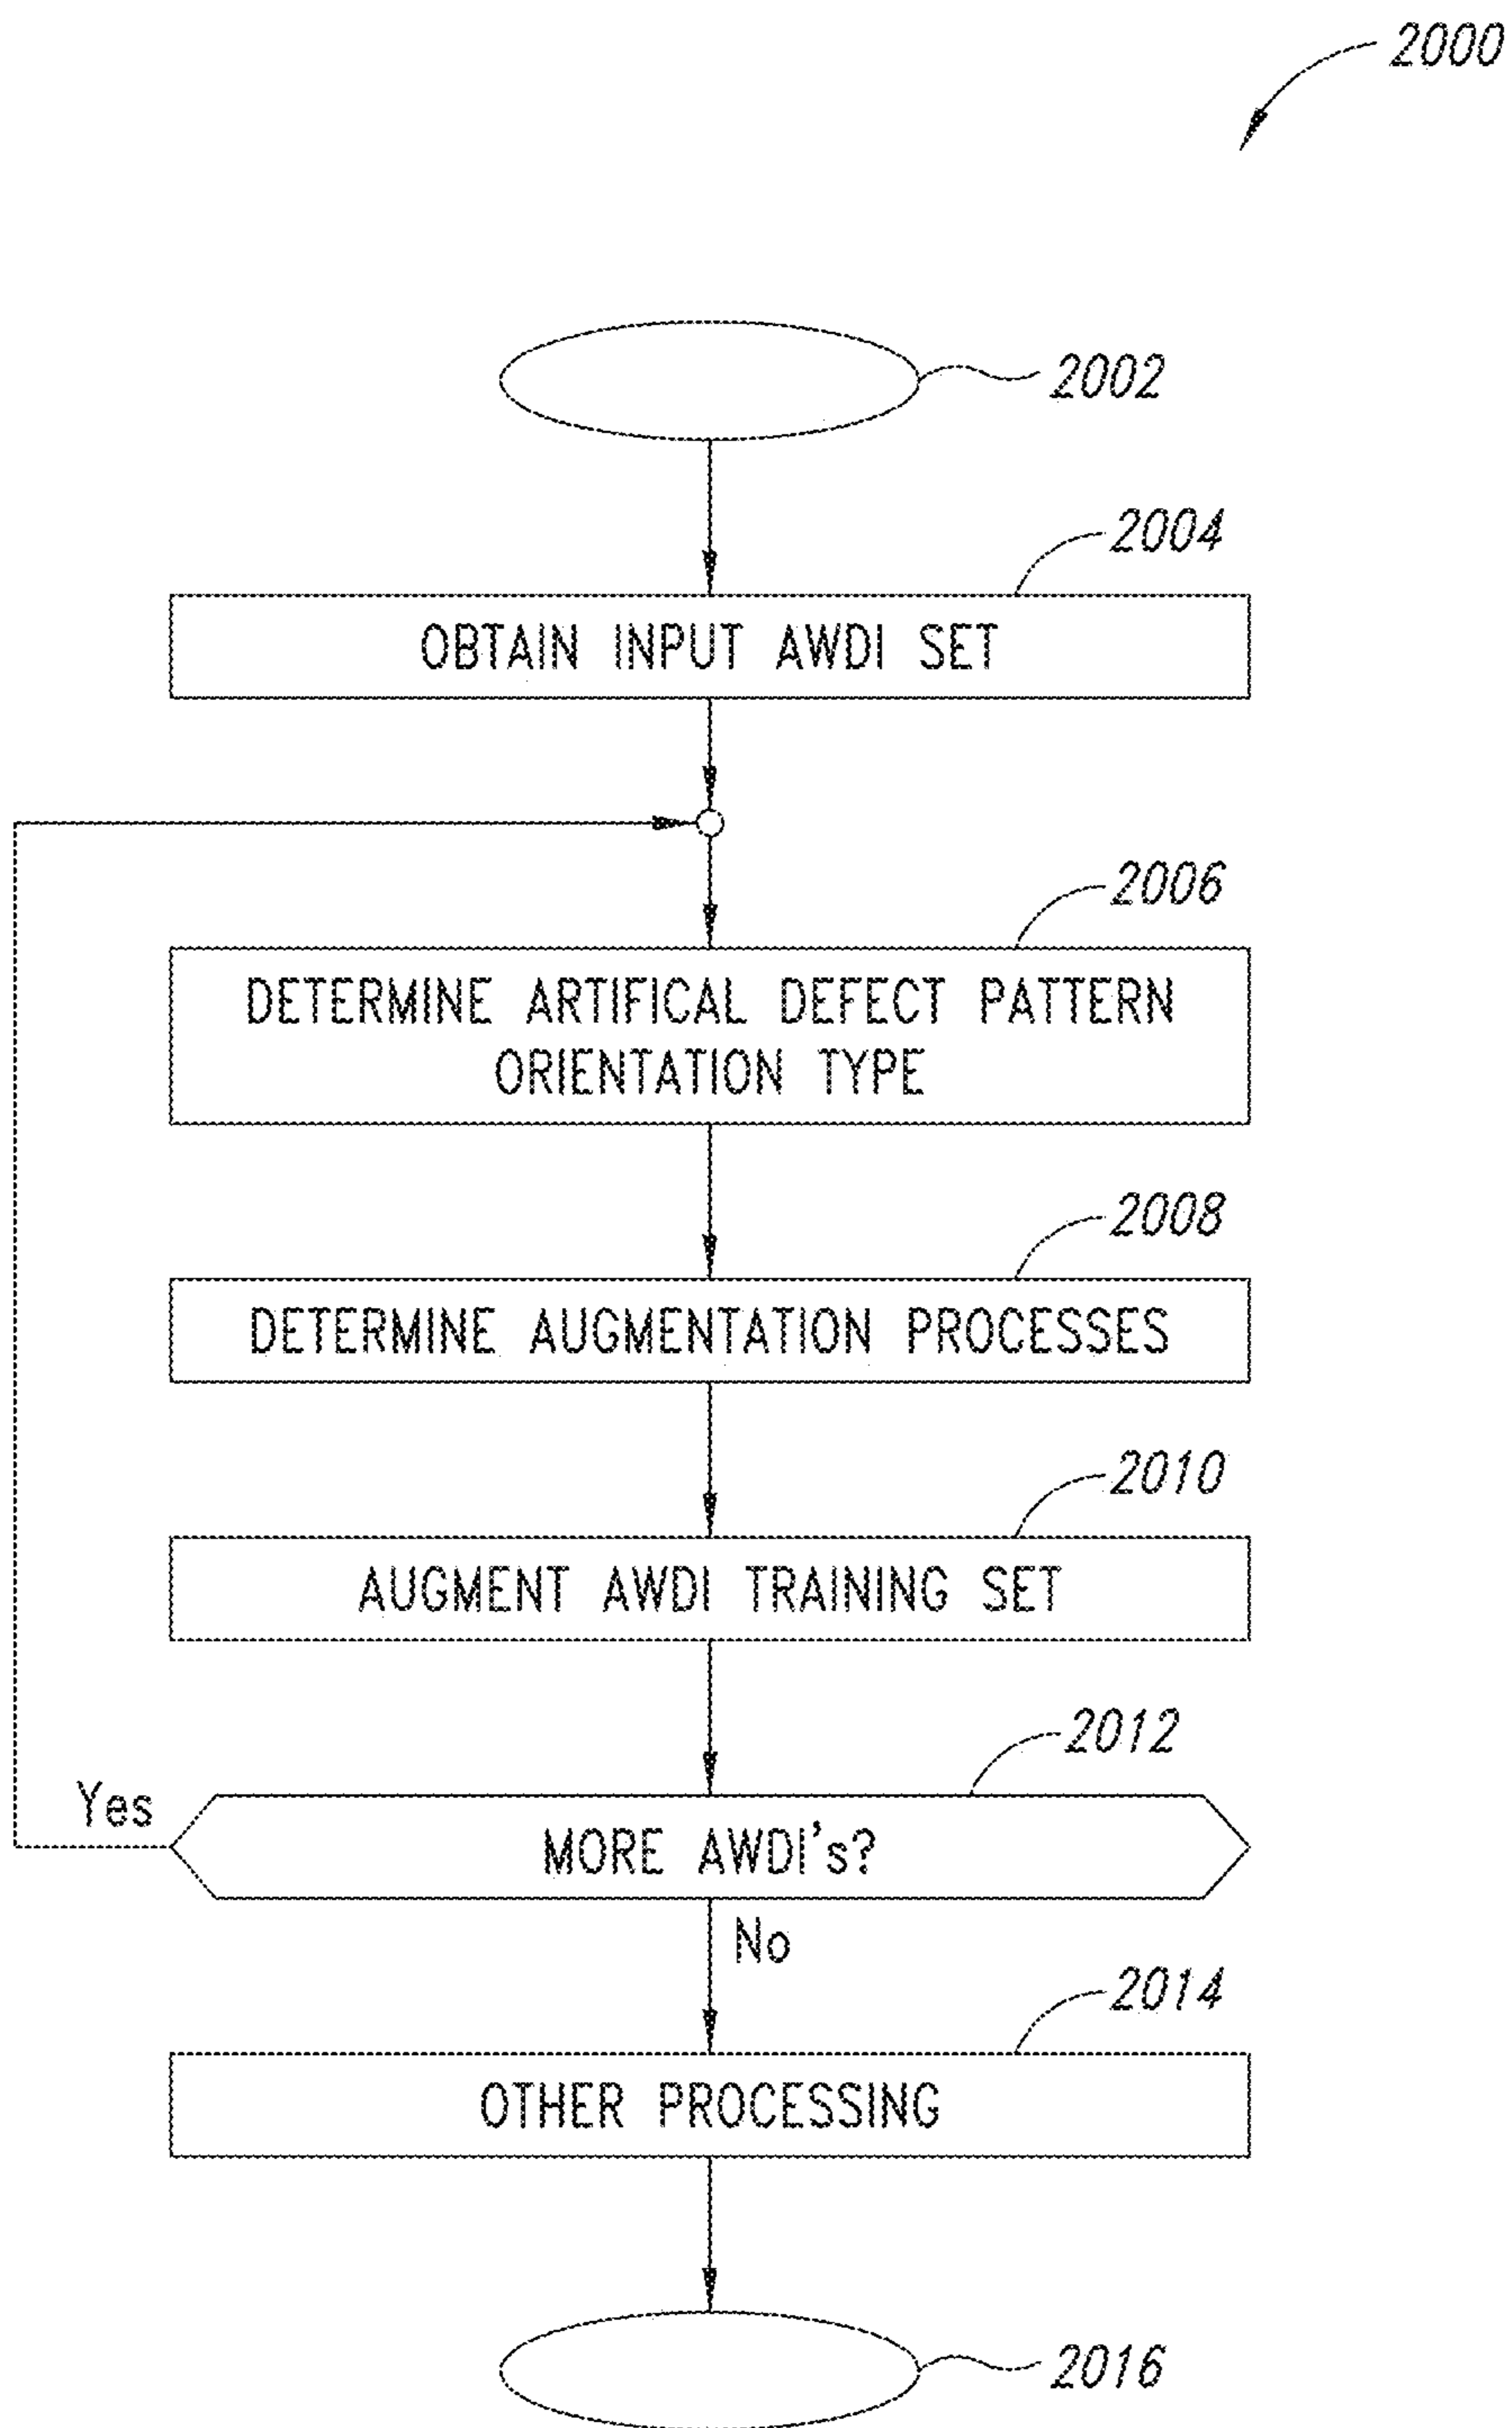 2000
2002
2004
OBTAIN INPUT AWDI SET
2006
DETERMINE ARTIFICAL DEFECT PATTERN
ORIENTATION TYPE
2008
DETERMINE AUGMENTATION PROCESSES
2010
AUGMENT AWDI TRAINING SET
2012
Yes
MORE AWDI's?
No
2014
OTHER PROCESSING
2016